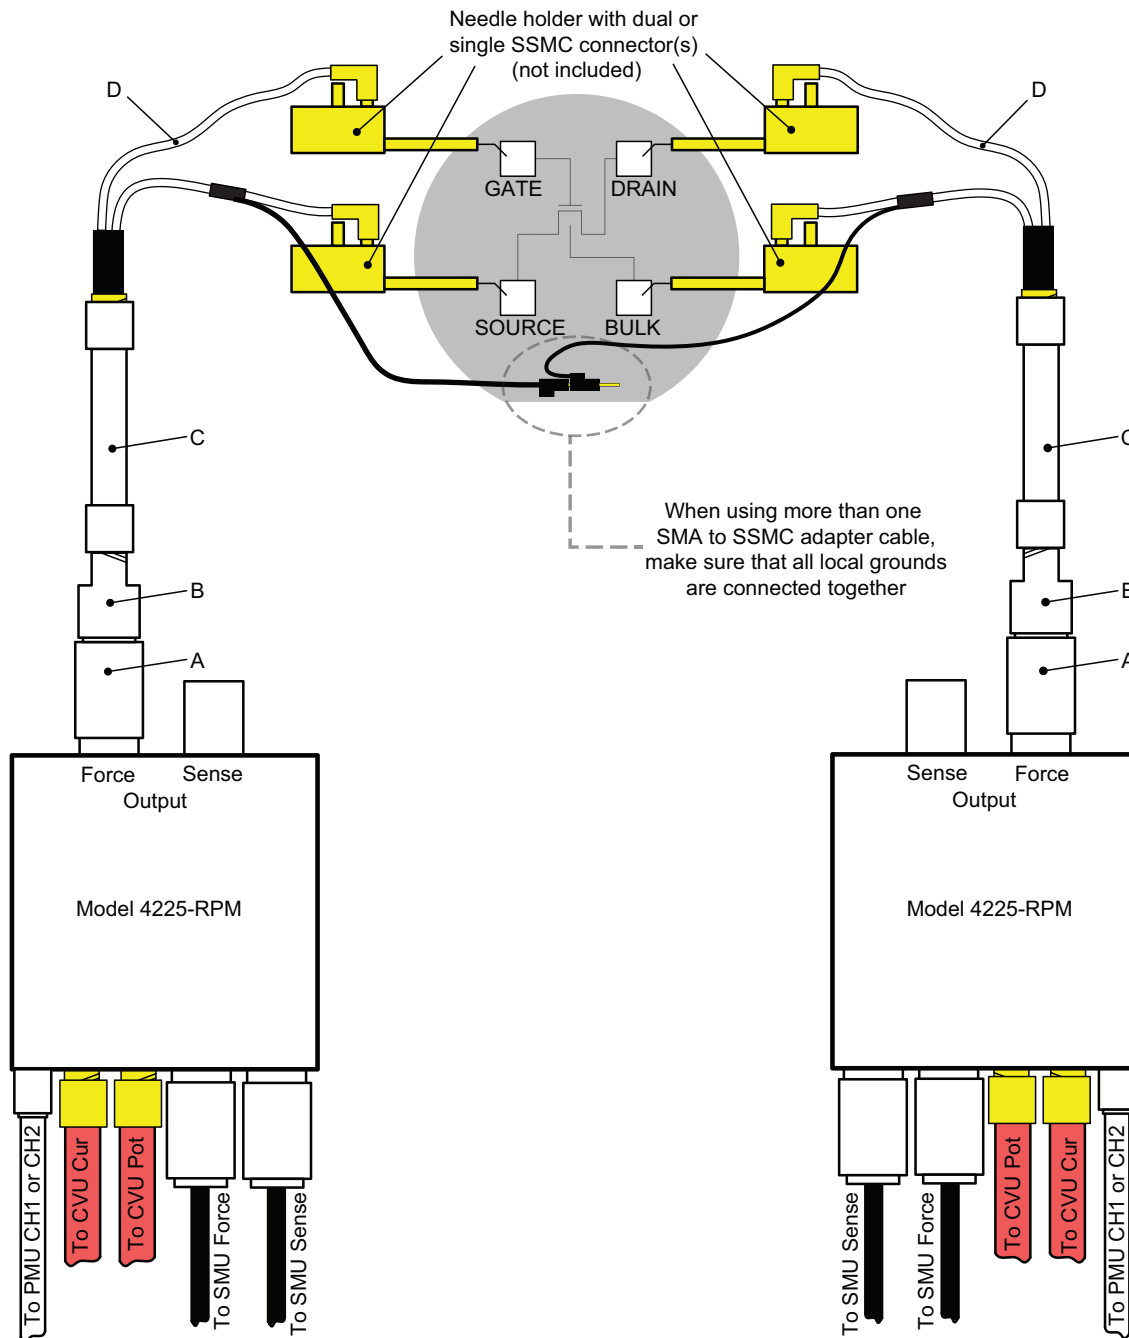 Needle holder with dual or
single SSMC connector(s)
(not included)
D
D
GATE
DRAIN
SOURCE
BULK
C
C
When using more than one
SMA to SSMC adapter cable,
make sure that all local grounds
are connected together
B
B
A
A
Force
Sense
Output
Sense
Force
Output
Model 4225-RPM
Model 4225-RPM
To PMU CH1 or CH2
To CVU Cur
To CVU Pot
To SMU Force
To SMU Sense
To SMU Sense
To SMU Force
To CVU Pot
To CVU Cur
To PMU CH1 or CH2